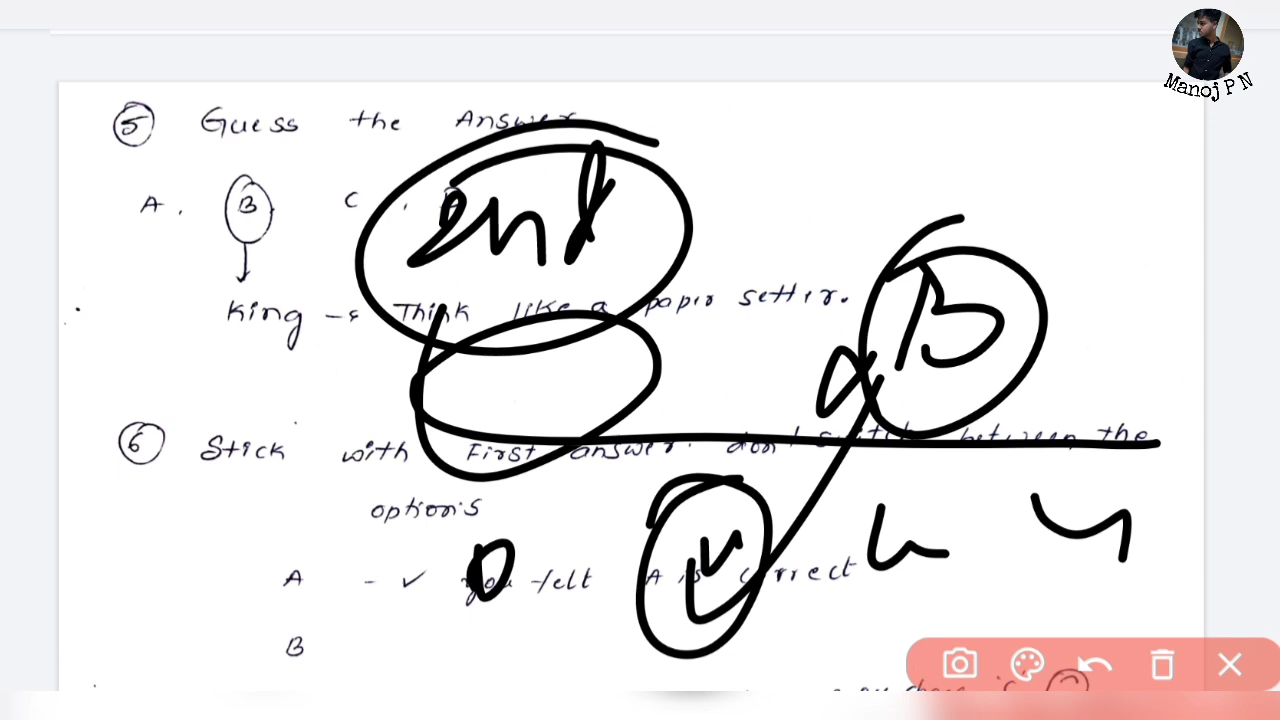 Manoj P N
5 Guess the Answer
A. B C. D
2nd
King → Think like a paper setter.
B
6 Stick with First answer. don't switch between the
options
A - ✓ you felt A is correct
B